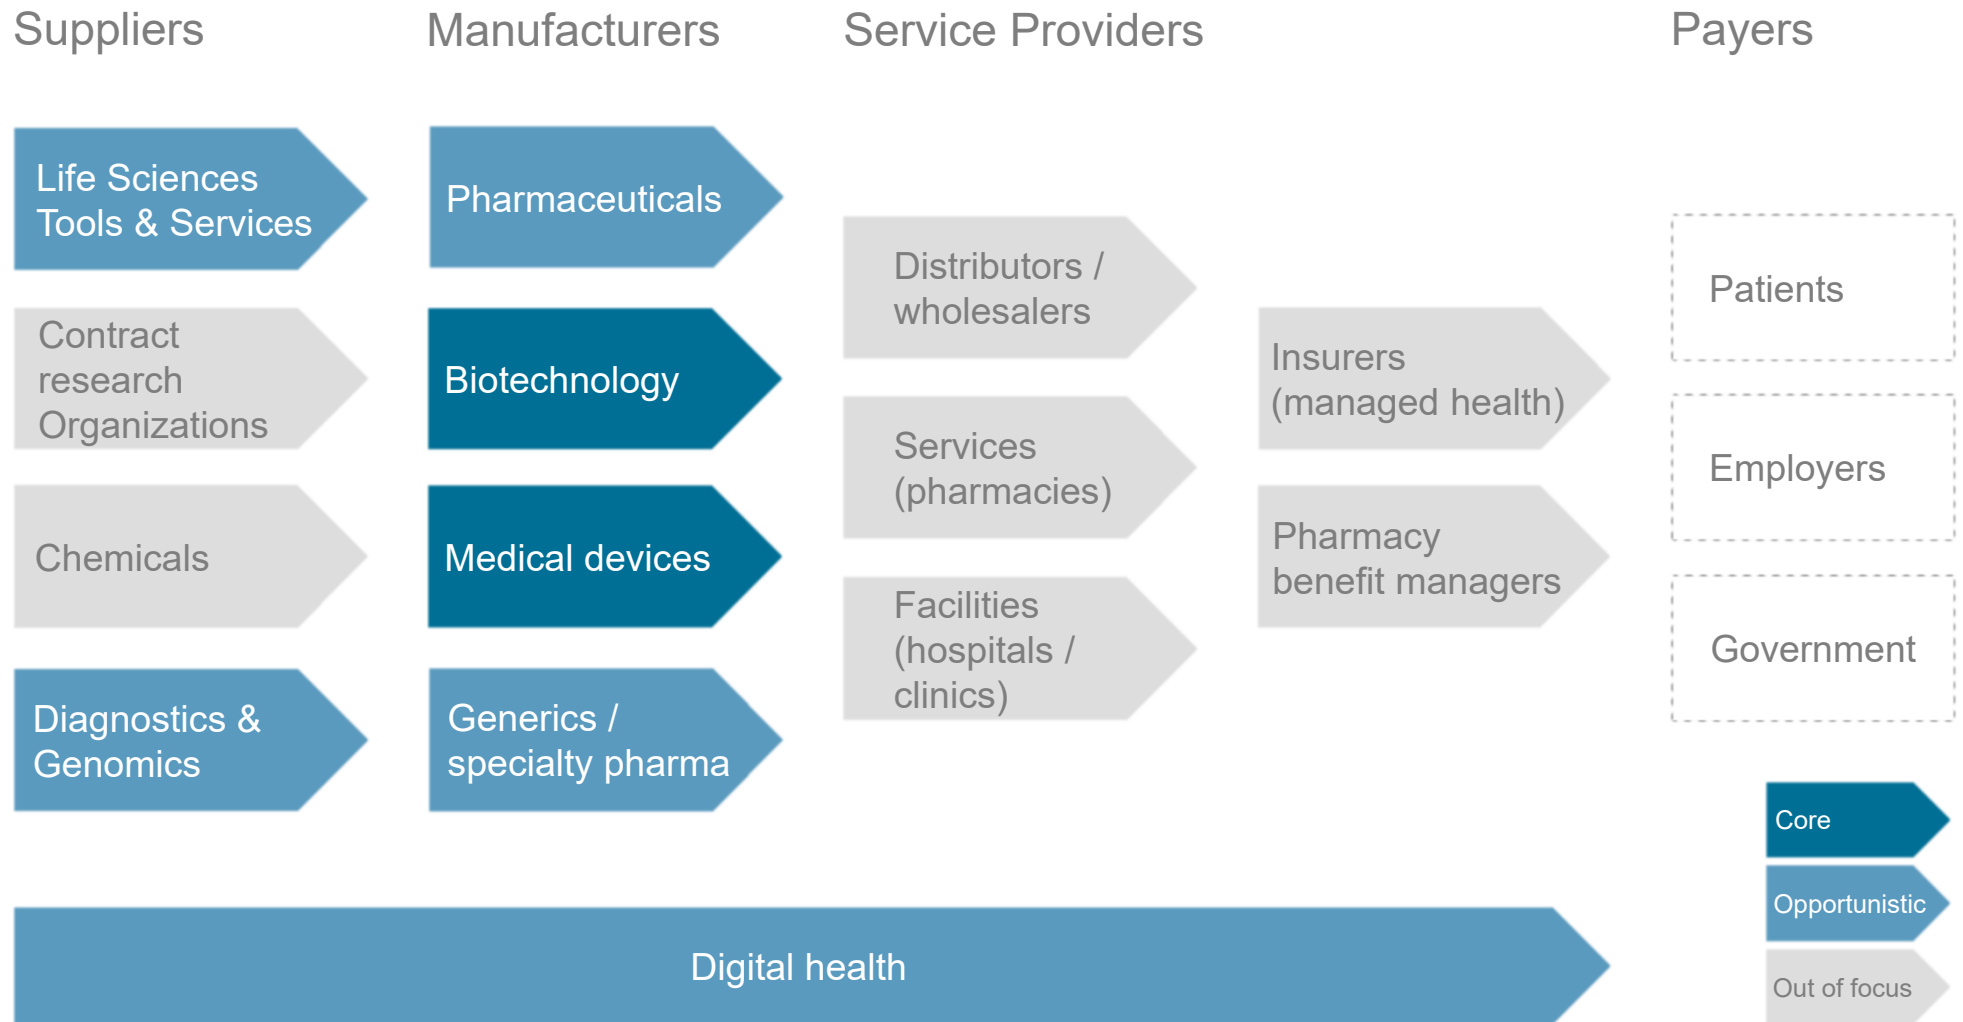 Suppliers
Manufacturers
Service Providers
Payers
Life Sciences
Tools & Services
Contract
research
Organizations
Chemicals
Diagnostics &
Genomics
Pharmaceuticals
Biotechnology
Medical devices
Generics /
specialty pharma
Distributors /
wholesalers
Services
(pharmacies)
Facilities
(hospitals /
clinics)
Insurers
(managed health)
Pharmacy
benefit managers
Patients
Employers
Government
Digital health
Core
Opportunistic
Out of focus